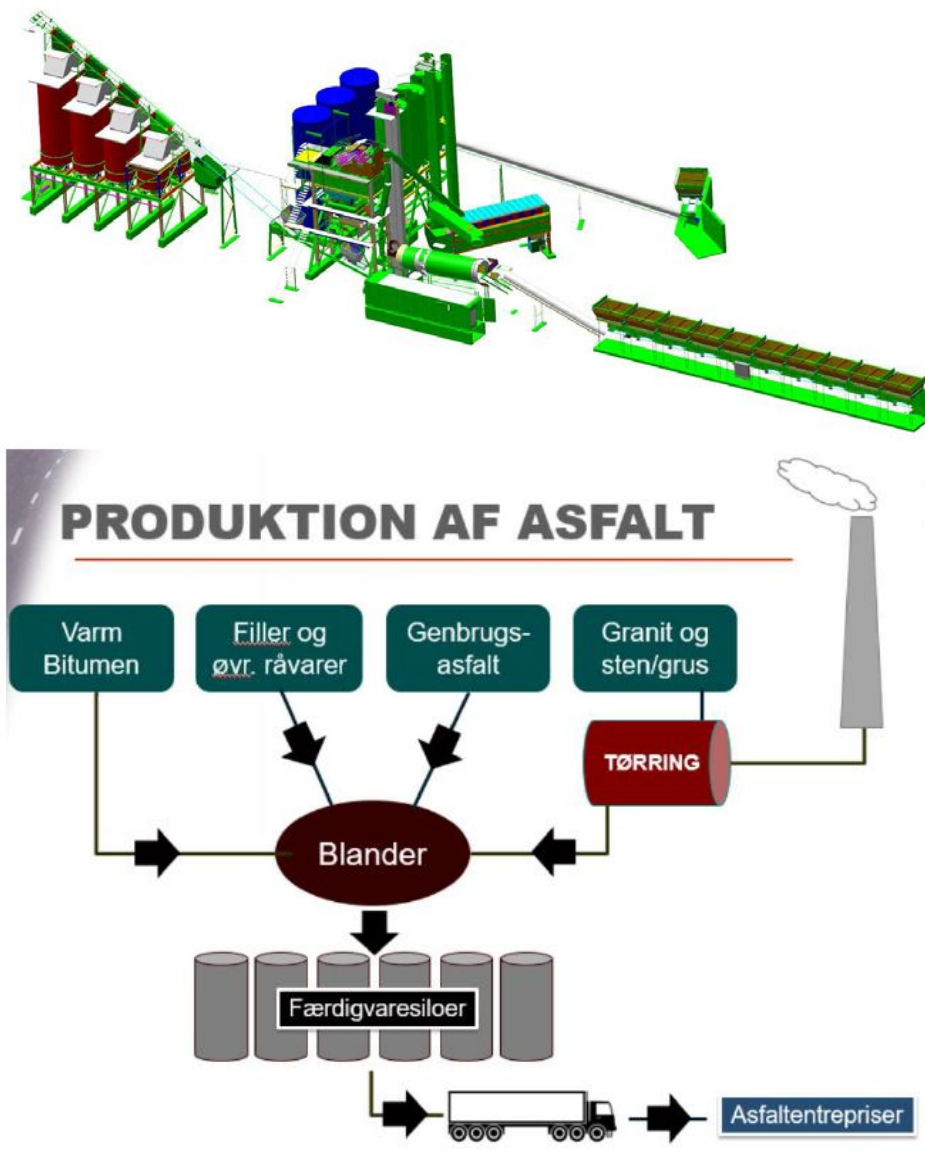 PRODUKTION AF ASFALT
Varm
Bitumen
Filler og
øvr. råvarer
Genbrugs-
asfalt
Granit og
sten/grus
TØRRING
Blander
Færdigvaresiloer
Asfaltentrepriser